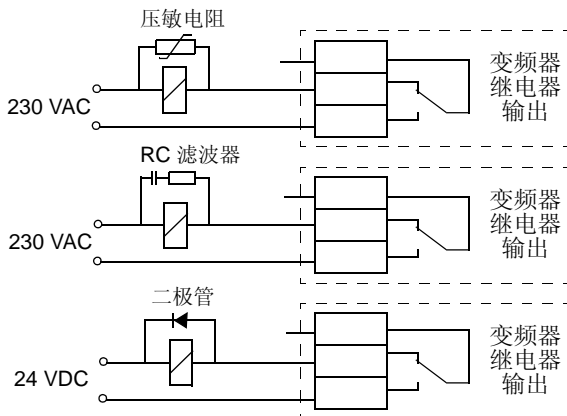 压敏电阻
230 VAC
变频器
继电器
输出
RC 滤波器
230 VAC
变频器
继电器
输出
二极管
24 VDC
变频器
继电器
输出